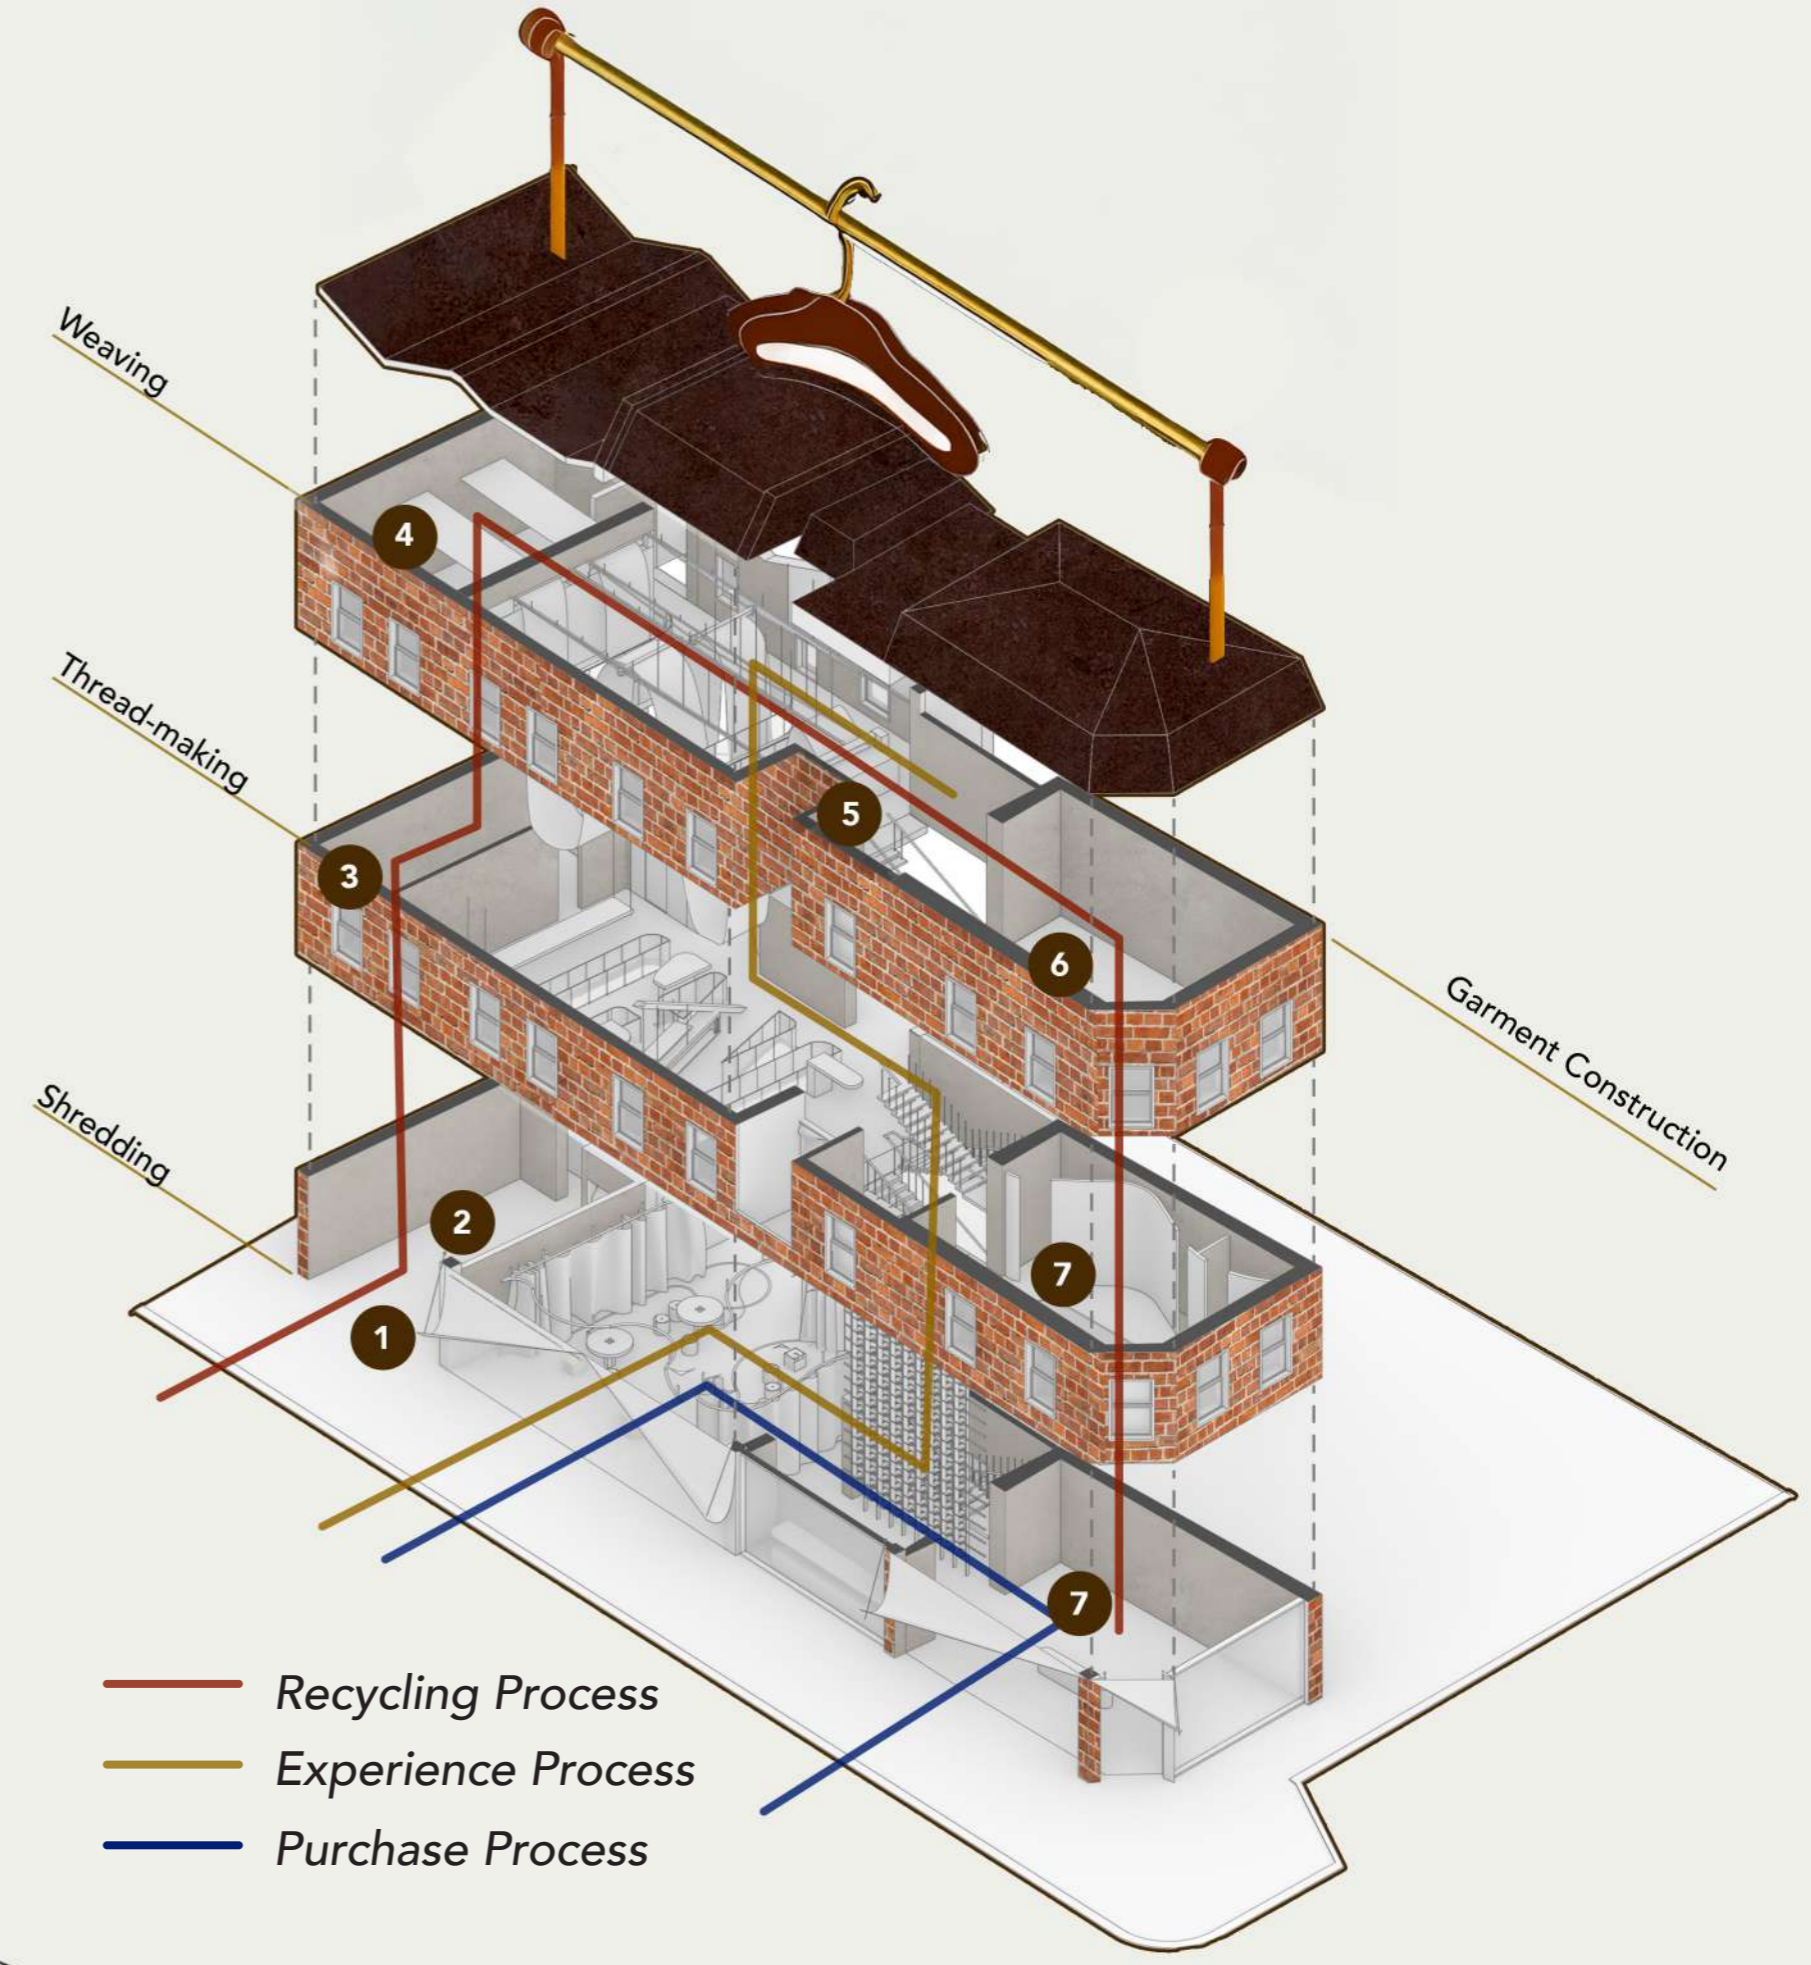 Weaving
4
5
Thread-making
3
6
Garment Construction
Shredding
2
7
1
7
Recycling Process
Experience Process
Purchase Process